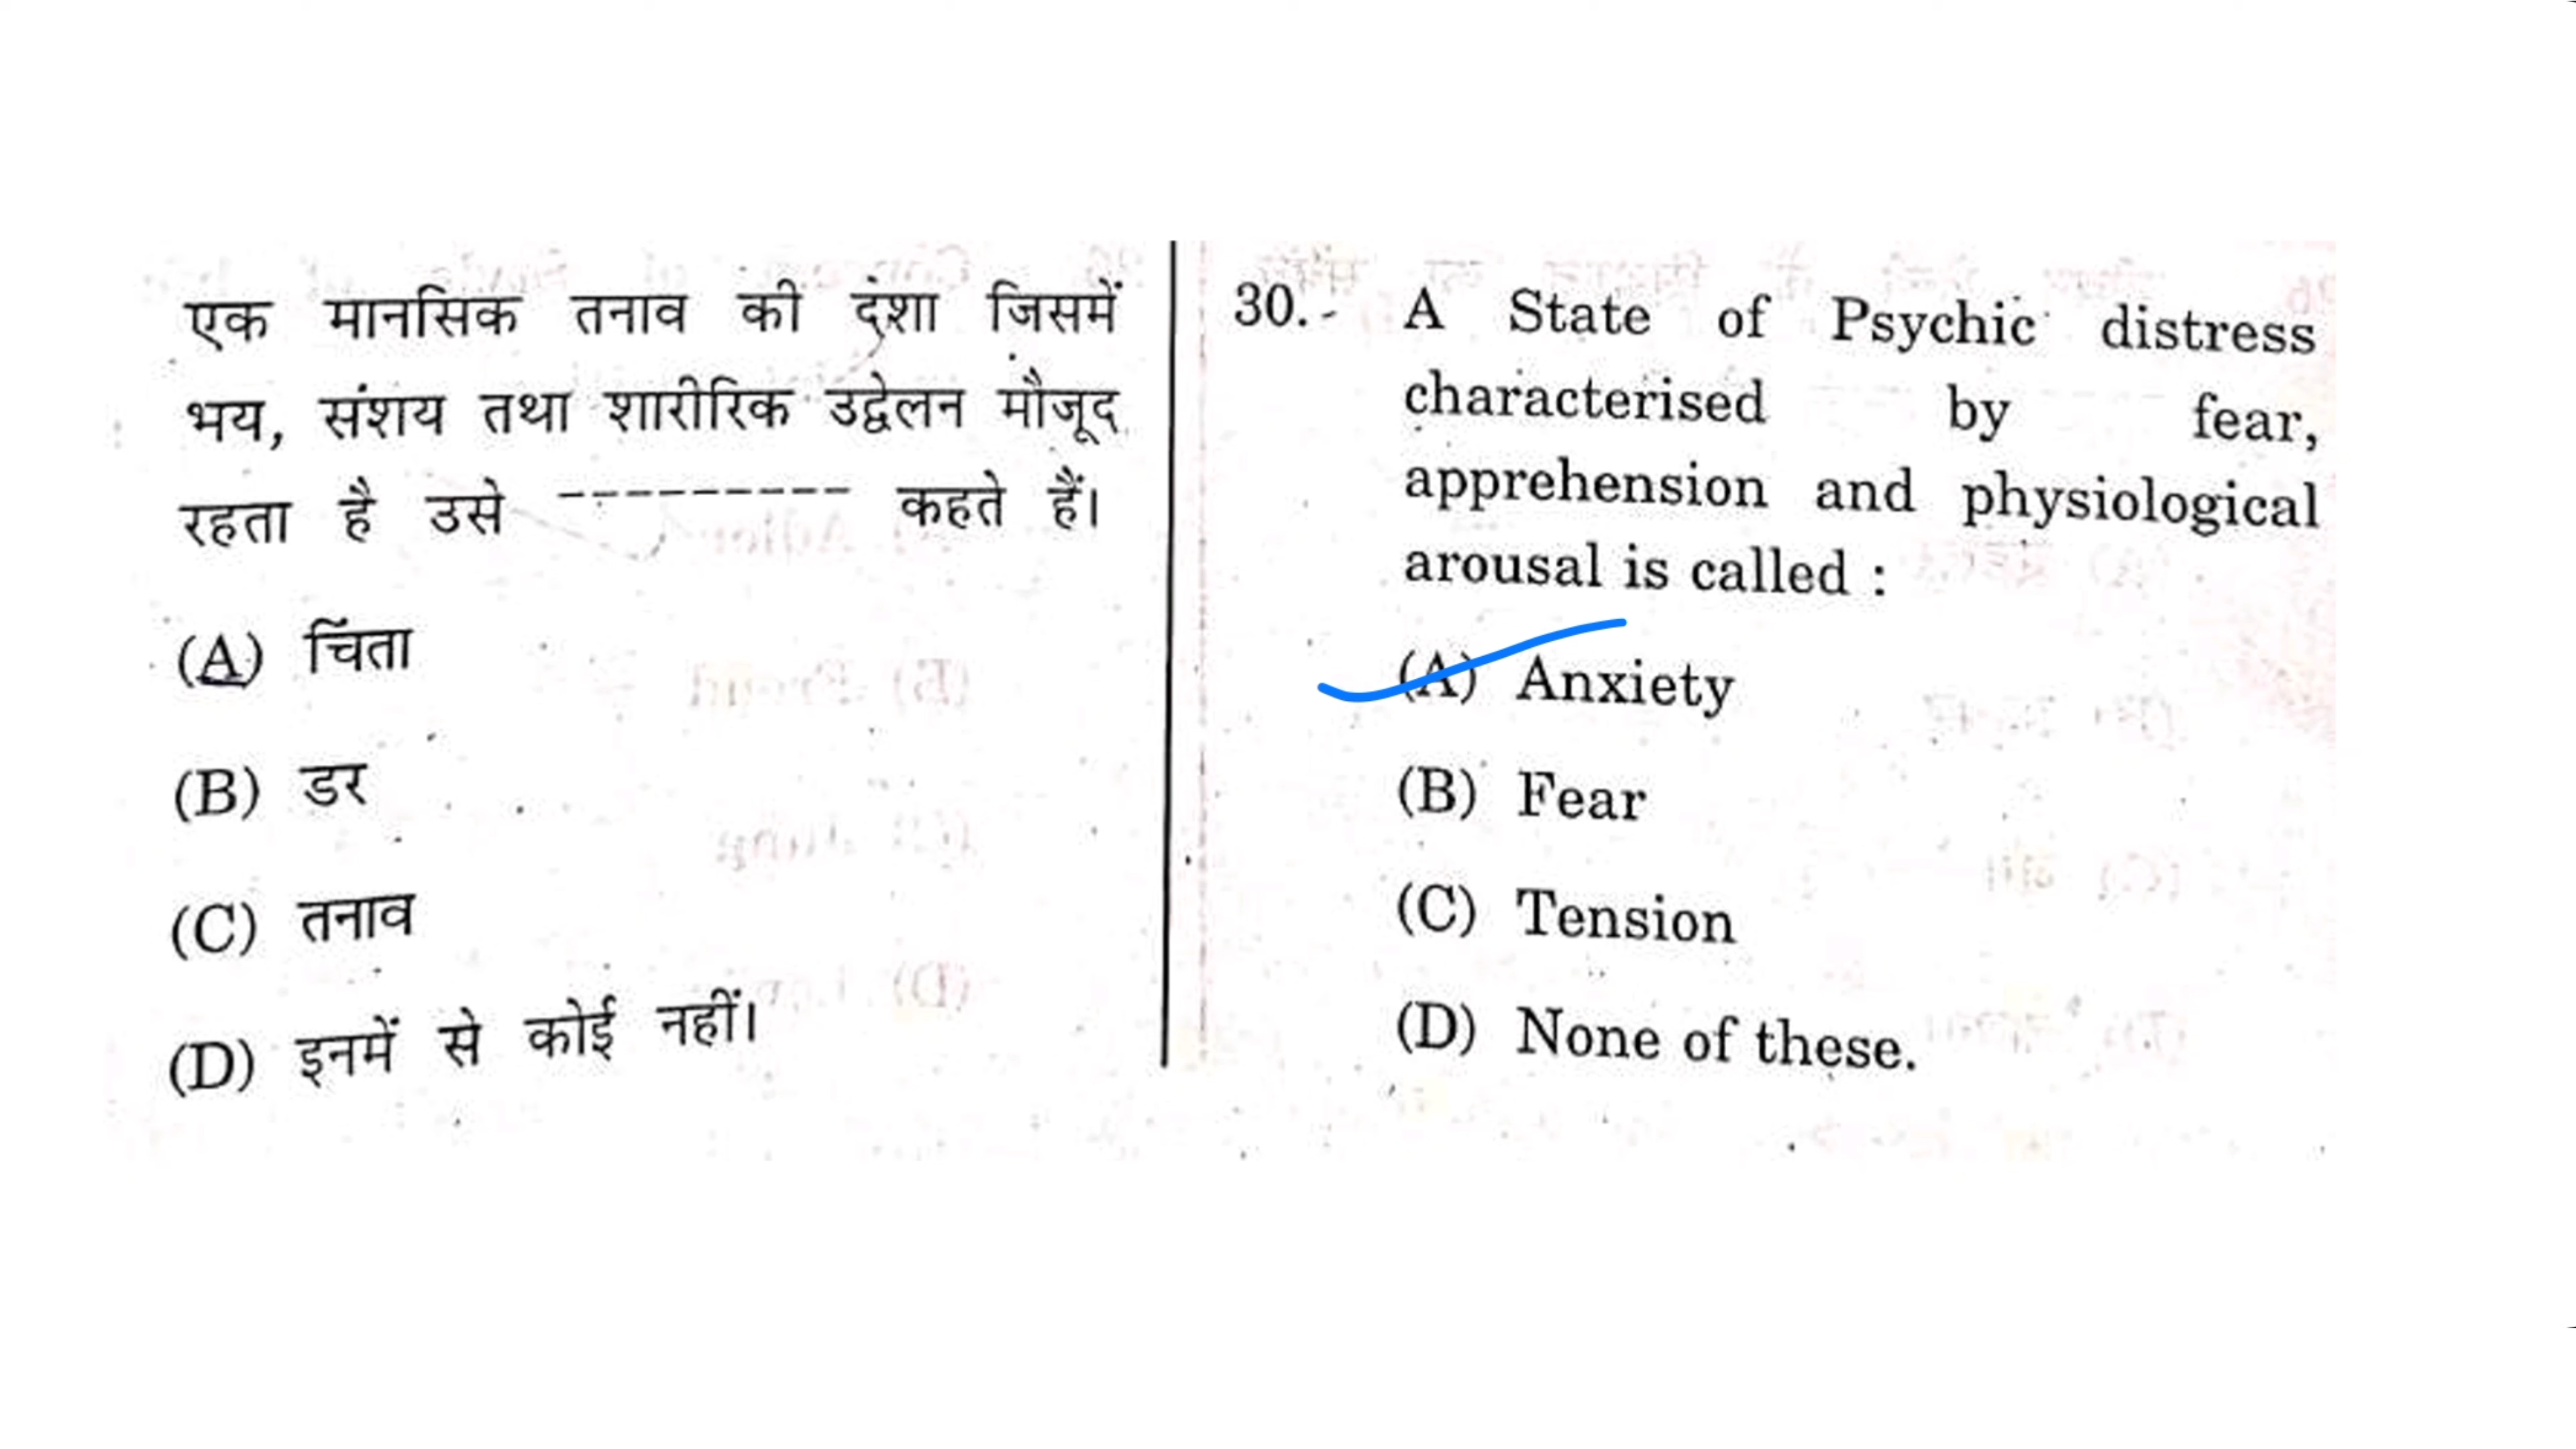 एक मानसिक तनाव की दशा जिसमें
भय, संशय तथा शारीरिक उद्वेलन मौजूद
रहता है उसे --------- कहते हैं।
(A) चिंता
(B) डर
(C) तनाव
(D) इनमें से कोई नहीं।
30. A State of Psychic distress
characterised by fear,
apprehension and physiological
arousal is called :
(A) Anxiety
(B) Fear
(C) Tension
(D) None of these.